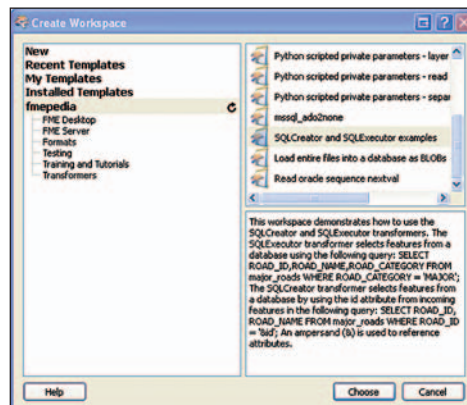 Create Workspace
New
Recent Templates
My Templates
Installed Templates
fmepedia
FME Desktop
FME Server
Formats
Testing
Training and Tutorials
Transformers
Python scripted private parameters - layer
Python scripted private parameters - read
Python scripted private parameters - separ
mssql_ado2none
SQLCreator and SQLExecutor examples
Load entire files into a database as BLOBs
Read oracle sequence nextval
This workspace demonstrates how to use the
SQLCreator and SQLExecutor transformers. The
SQLExecutor transformer selects features from a
database using the following query: SELECT
ROAD_ID,ROAD_NAME,ROAD_CATEGORY FROM
major_roads WHERE ROAD_CATEGORY = 'MAJOR';
The SQLCreator transformer selects features from
a database by using the id attribute from incoming
features in the following query: SELECT ROAD_ID,
ROAD_NAME FROM major_roads WHERE ROAD_ID
= '&id'; An ampersand (&) is used to reference
attributes.
Help
Choose
Cancel